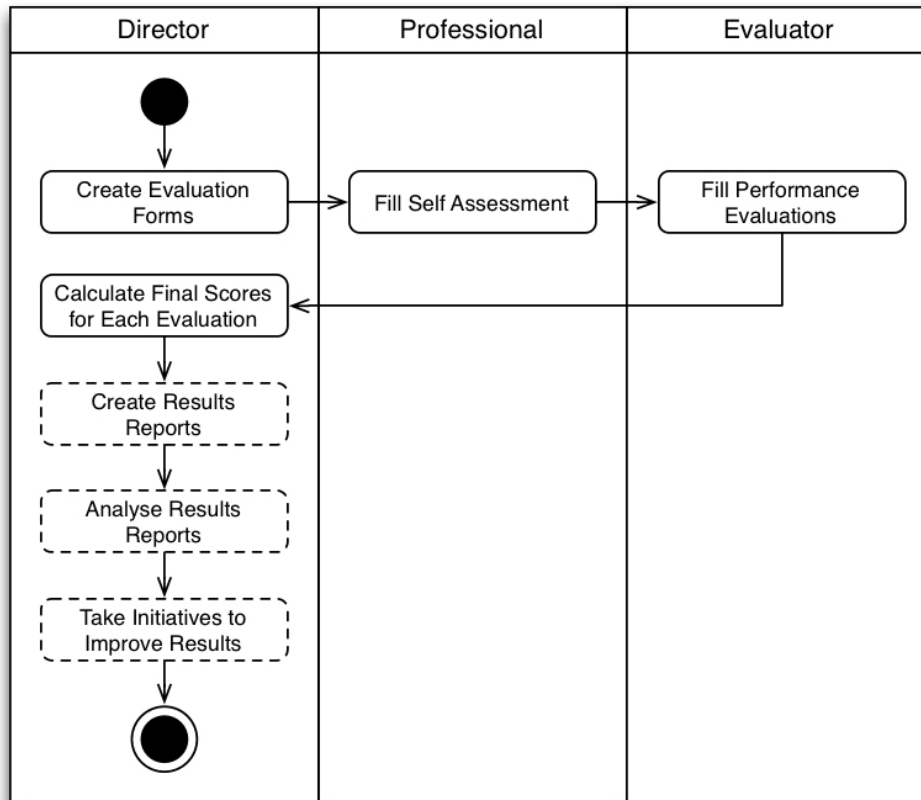 Director
Professional
Evaluator
Create Evaluation
Forms
Fill Self Assessment
Fill Performance
Evaluations
Calculate Final Scores
for Each Evaluation
Create Results
Reports
Analyse Results
Reports
Take Initiatives to
Improve Results